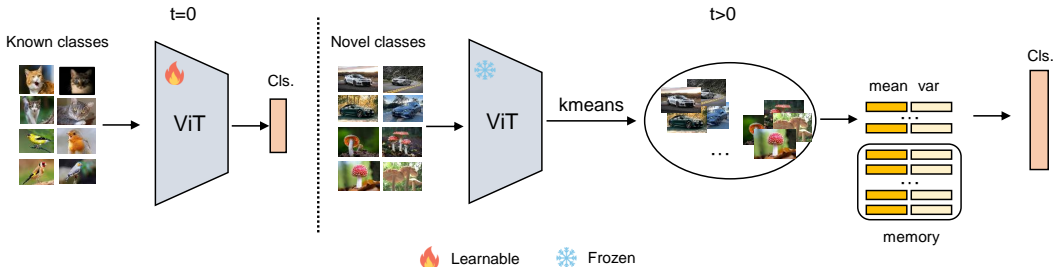 t=0
t>0
Known classes
Novel classes
Cls.
Cls.
mean var
kmeans
ViT
ViT
...
...
...
memory
Learnable
Frozen